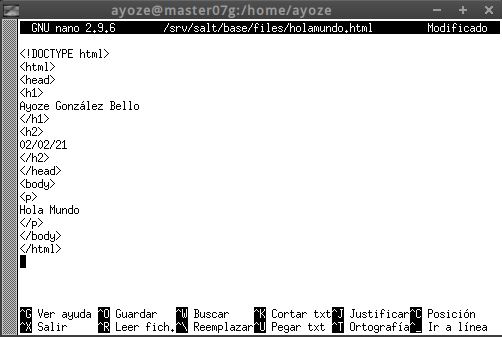 ayoze@master07g:/home/ayoze
GNU nano 2.9.6 /srv/salt/base/files/holamundo.html Modificado
<!DOCTYPE html>
<html>
<head>
<h1>
Ayoze González Bello
</h1>
<h2>
02/02/21
</h2>
</head>
<body>
<p>
Hola Mundo
</p>
</body>
</html>
^G Ver ayuda ^O Guardar ^W Buscar ^K Cortar txt ^J Justificar ^C Posición
^X Salir ^R Leer fich. ^\ Reemplazar ^U Pegar txt ^T Ortografía ^_ Ir a línea